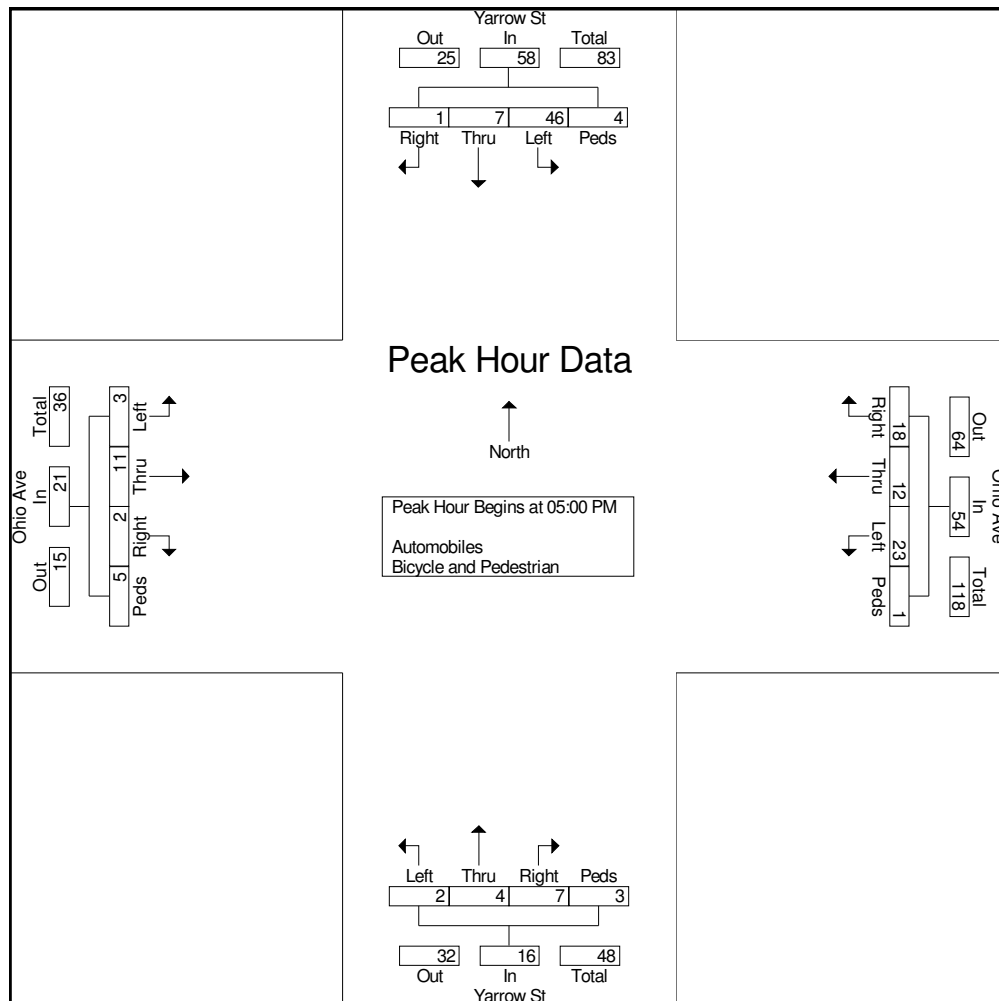 Yarrow St
Out In Total
25 58 83
1 7 46 4
Right Thru Left Peds
Peak Hour Data
North
Peak Hour Begins at 05:00 PM
Automobiles
Bicycle and Pedestrian
Ohio Ave
Total In Out
36 21 15
3 11 2 5
Left Thru Right Peds
Ohio Ave
Out In Total
64 54 118
18 12 23 1
Right Thru Left Peds
Left Thru Right Peds
2 4 7 3
32 16 48
Out In Total
Yarrow St